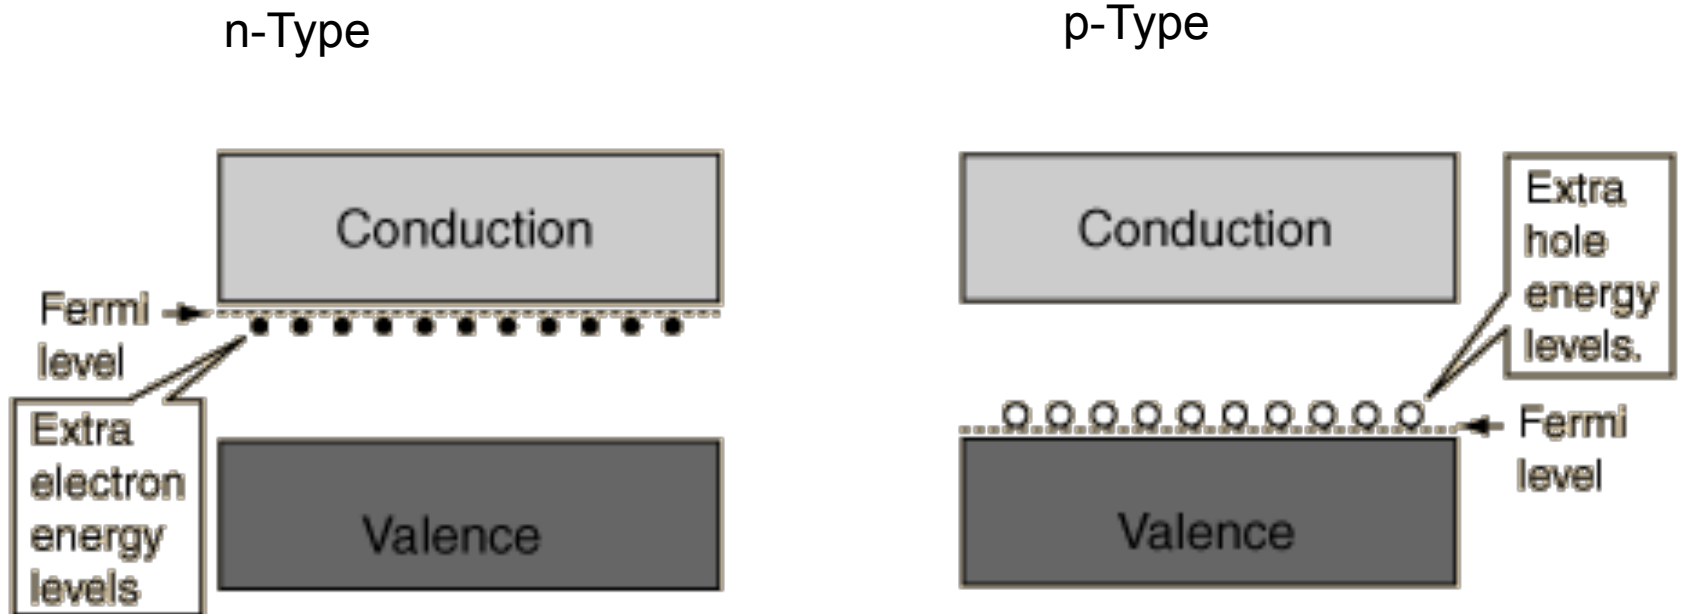 n-Type
p-Type
Conduction
Fermi
level
Extra
electron
energy
levels
Valence
Conduction
Extra
hole
energy
levels.
Fermi
level
Valence